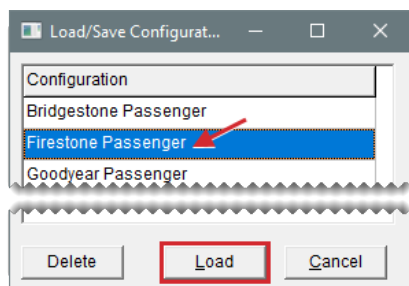 Load/Save Configurat...
Configuration
Bridgestone Passenger
Firestone Passenger
Goodyear Passenger
Delete Load Cancel